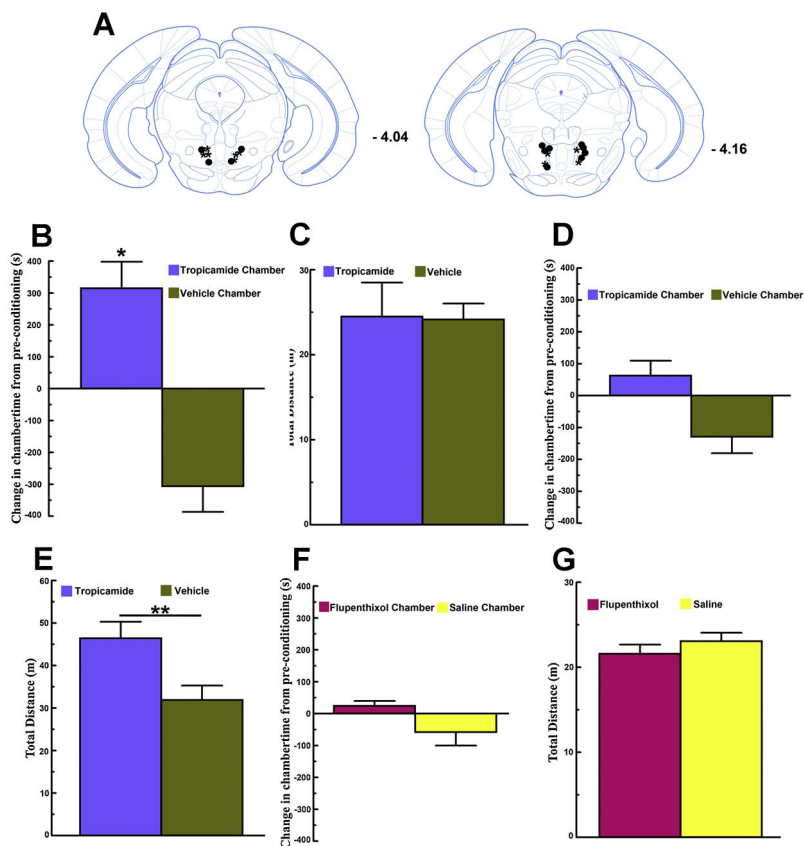 A
- 4.04
- 4.16
B
Change in chambertime from pre-conditioning (s)
400
300
200
100
0
-100
-200
-300
-400
*
Tropicamide Chamber
Vehicle Chamber
C
Total Distance (m)
30
20
10
0
Tropicamide
Vehicle
D
Change in chambertime from pre-conditioning (s)
400
300
200
100
0
-100
-200
-300
-400
Tropicamide Chamber
Vehicle Chamber
E
Total Distance (m)
60
50
40
30
20
10
0
Tropicamide
Vehicle
**
F
Change in chambertime from pre-conditioning (s)
400
300
200
100
0
-100
-200
-300
-400
Flupenthixol Chamber
Saline Chamber
G
Total Distance (m)
30
20
10
0
Flupenthixol
Saline